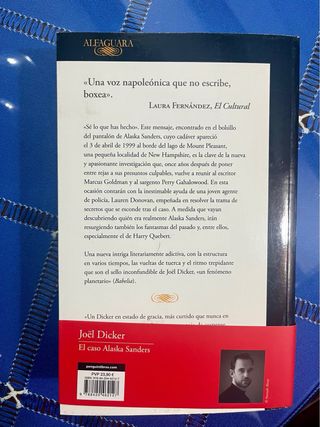 ALFAGUARA
«Una voz napoleónica que no escribe,
boxea».
LAURA FERNÁNDEZ, El Cultural
«Sé lo que has hecho». Este mensaje, encontrado en el bolsillo
del pantalón de Alaska Sanders, cuyo cadáver apareció
el 3 de abril de 1999 al borde del lago de Mount Pleasant,
una pequeña localidad de New Hampshire, es la clave de la nueva
y apasionante investigación que, once años después de poner
entre rejas a sus presuntos culpables, vuelve a reunir al escritor
Marcus Goldman y al sargento Perry Gahalowood. En esta
ocasión contarán con la inestimable ayuda de una joven agente
de policía, Lauren Donovan, empeñada en resolver la trama de
secretos que se esconde tras el caso. A medida que vayan
descubriendo quién era realmente Alaska Sanders, irán
resurgiendo también los fantasmas del pasado y, entre ellos,
especialmente el de Harry Quebert.
Una nueva intriga literariamente adictiva, con la estructura
en varios tiempos, las vueltas de tuerca y el ritmo trepidante
que son el sello inconfundible de Joël Dicker, «un fenómeno
planetario» (Babelia).
«Un Dicker en estado de gracia, más curtido que nunca en
Joël Dicker
El caso Alaska Sanders
penguinlibros.com
PVP 23,90 €